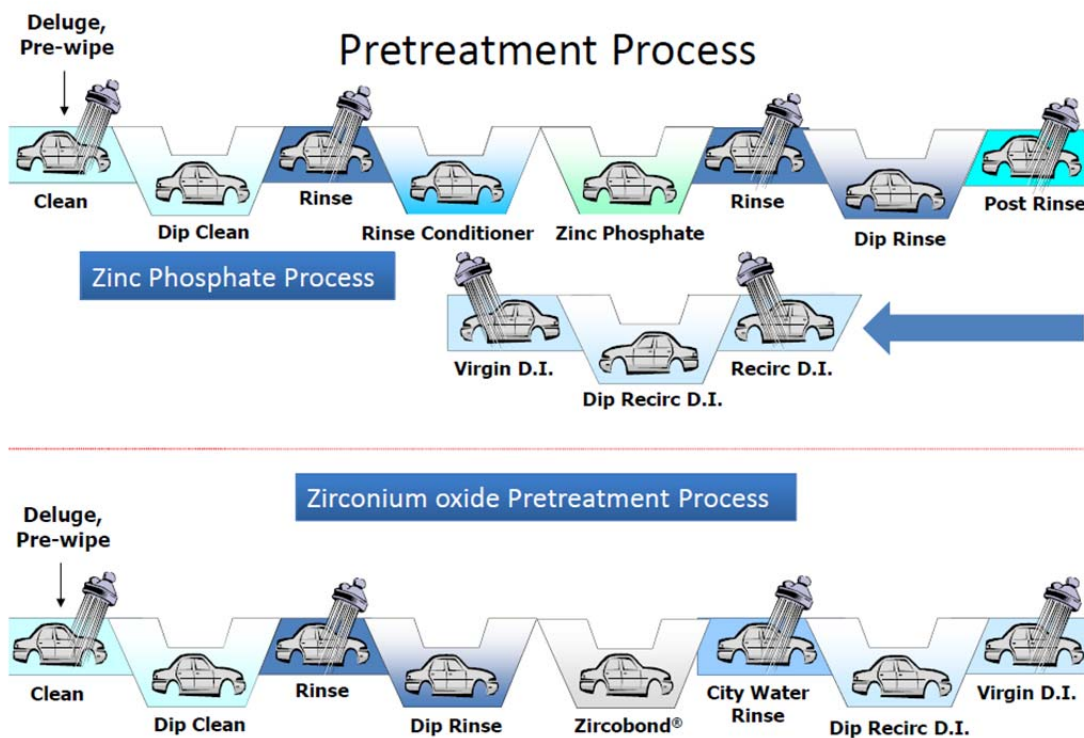 Deluge,
Pre-wipe
Pretreatment Process
Clean
Dip Clean
Rinse
Rinse Conditioner
Zinc Phosphate
Rinse
Dip Rinse
Post Rinse
Zinc Phosphate Process
Virgin D.I.
Dip Recirc D.I.
Recirc D.I.
Zirconium oxide Pretreatment Process
Deluge,
Pre-wipe
Clean
Dip Clean
Rinse
Dip Rinse
Zircobond®
City Water
Rinse
Dip Recirc D.I.
Virgin D.I.